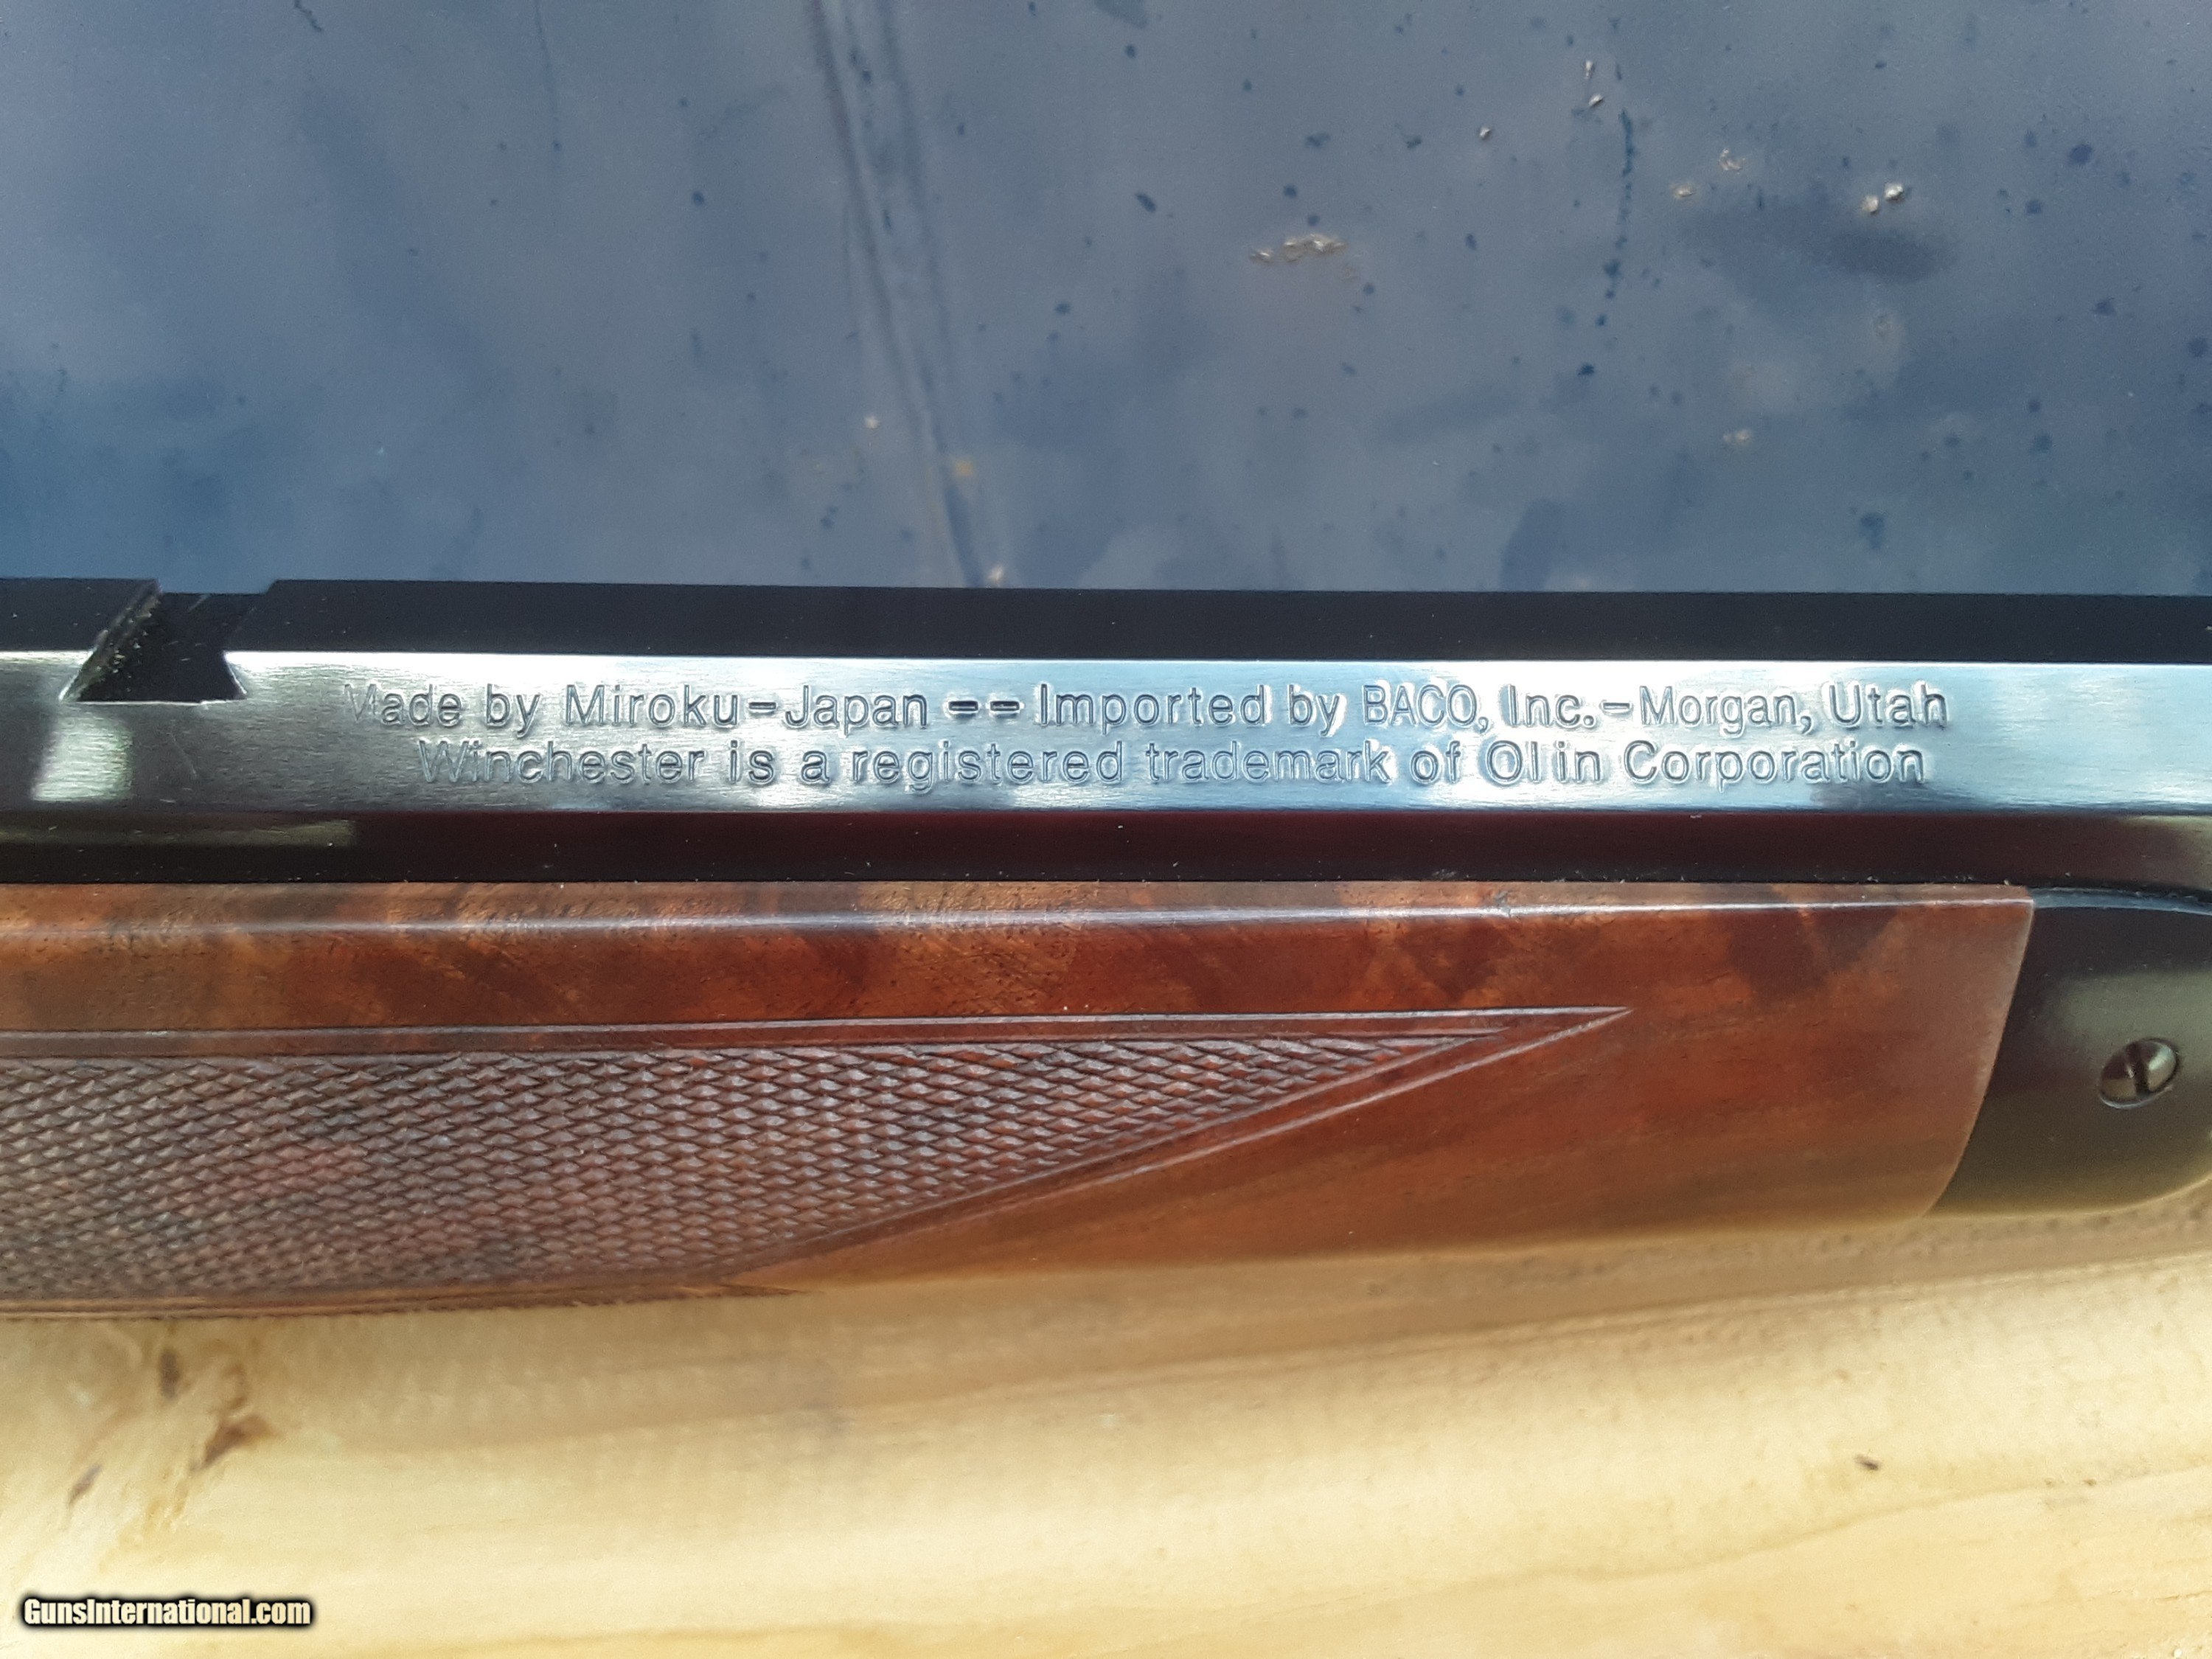 Made by Miroku-Japan -- Imported by BACO, Inc.-Morgan, Utah
Winchester is a registered trademark of Olin Corporation
GunsInternational.com